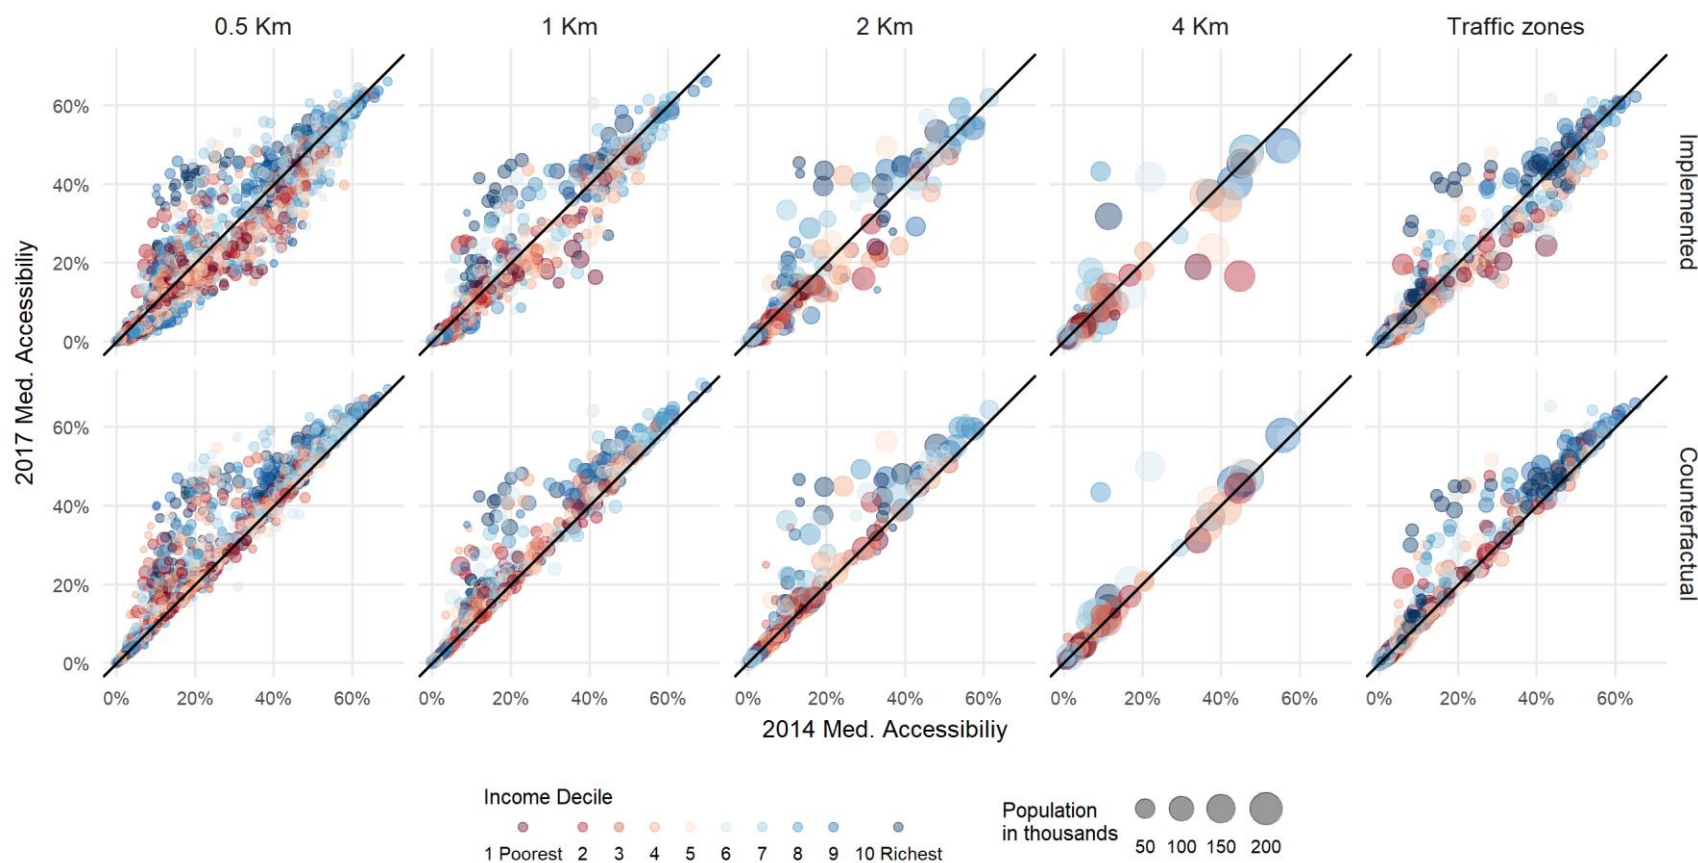 0.5 Km 1 Km 2 Km 4 Km Traffic zones
60%
40%
20%
0%
Implemented
2017 Med. Accessibiliy
60%
40%
20%
0%
Counterfactual
0% 20% 40% 60% 0% 20% 40% 60% 0% 20% 40% 60% 0% 20% 40% 60% 0% 20% 40% 60%
2014 Med. Accessibiliy
Income Decile
1 Poorest 2 3 4 5 6 7 8 9 10 Richest
Population
in thousands
50 100 150 200